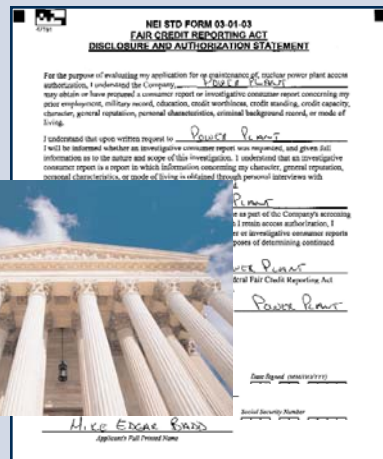 NEI STD FORM 03-01-03
FAIR CREDIT REPORTING ACT
DISCLOSURE AND AUTHORIZATION STATEMENT
For the purpose of evaluating my application for or maintenance of, nuclear power plant access
authorization, I understand the Company, POWER PLANT
may obtain or have prepared a consumer report or investigative consumer report concerning my
prior employment, military record, education, credit worthiness, credit standing, credit capacity,
character, general reputation, personal characteristics, criminal background record, or mode of
living.
I understand that upon written request to POWER PLANT
I will be informed whether an investigative consumer report was requested, and given full
information as to the nature and scope of this investigation. I understand that an investigative
consumer report is a report in which information concerning my character, general reputation,
personal characteristics, or mode of living is obtained through personal interviews with
d.
PLANT
e as part of the Company's screening
I retain access authorization, I
r or investigative consumer reports
poses of determining continued
WER PLANT
deral Fair Credit Reporting Act
POWER PLANT
Date Signed
Social Security Number
MIKE EDGAR BADD
Applicant's Full Printed Name